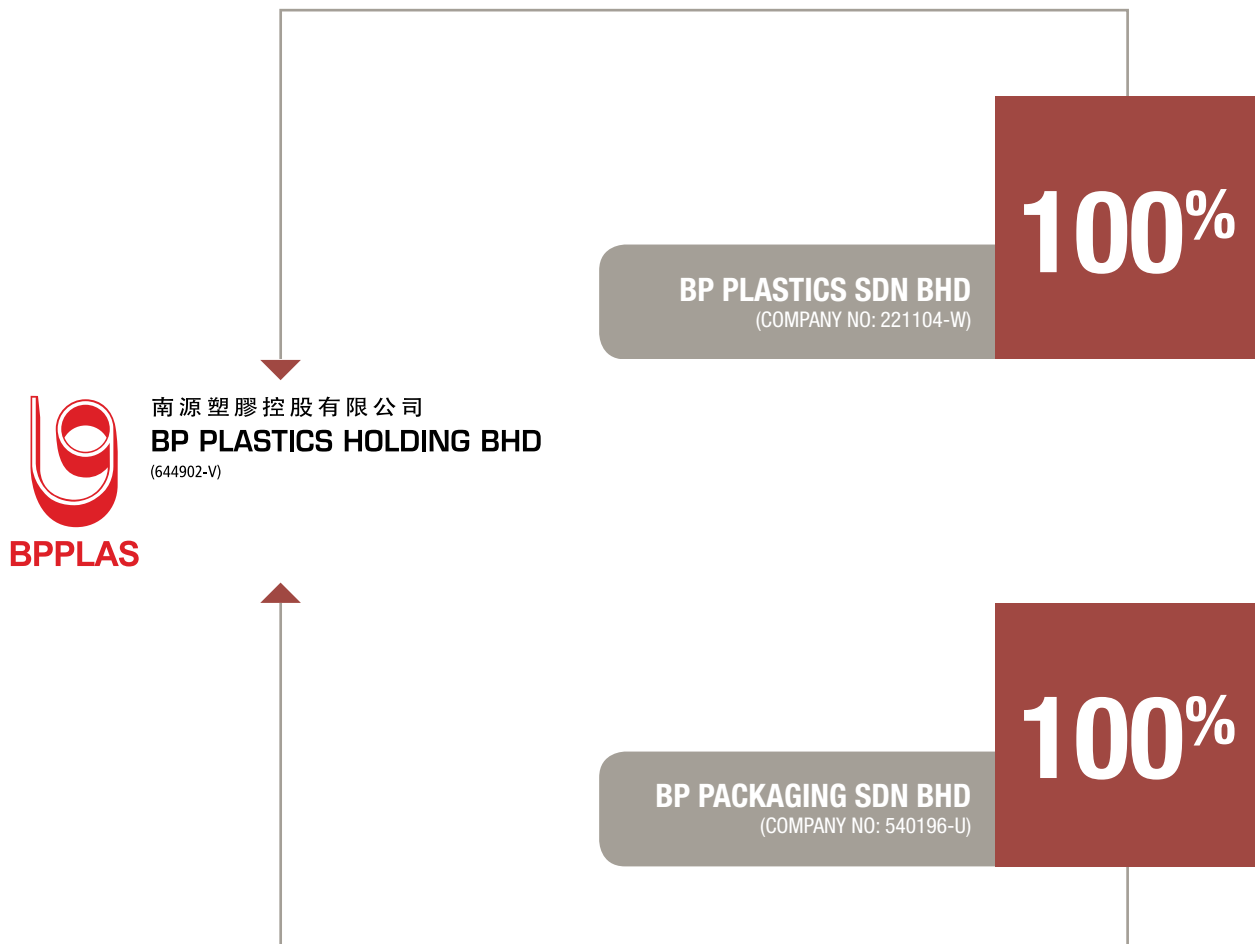 100%
BP PLASTICS SDN BHD
(COMPANY NO: 221104-W)
南源塑膠控股有限公司
BP PLASTICS HOLDING BHD
(644902-V)
BPPLAS
100%
BP PACKAGING SDN BHD
(COMPANY NO: 540196-U)